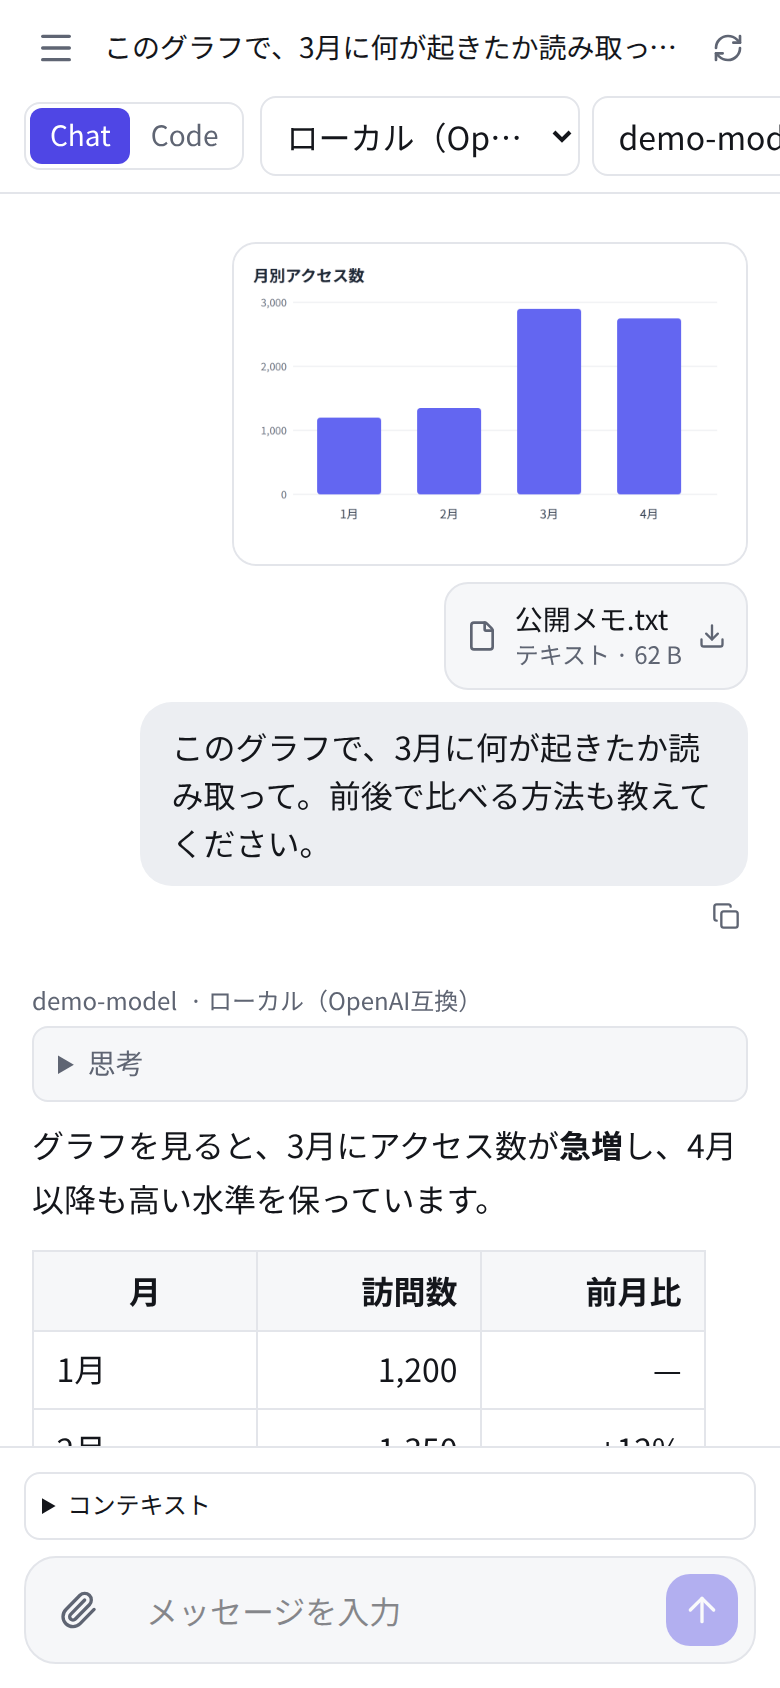 このグラフで、3月に何が起きたか読み取っ…
Chat
Code
ローカル（Op…
demo-mod
月別アクセス数
3,000
2,000
1,000
0
1月
2月
3月
4月
公開メモ.txt
テキスト · 62 B
このグラフで、3月に何が起きたか読
み取って。前後で比べる方法も教えて
ください。
demo-model · ローカル（OpenAI互換）
思考
グラフを見ると、3月にアクセス数が急増し、4月
以降も高い水準を保っています。
月 訪問数 前月比
1月 1,200 —
2月 1,350 +12%
コンテキスト
メッセージを入力